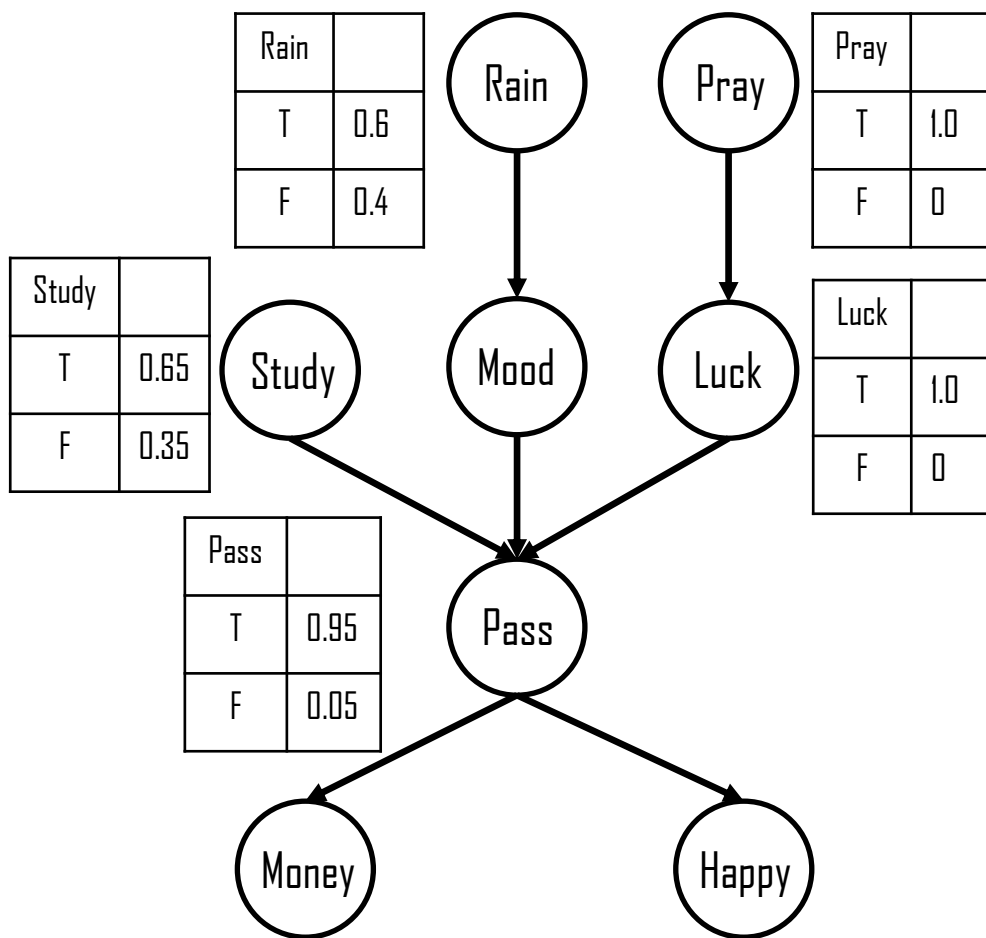 Rain
T 0.6
F 0.4
Rain
Pray
Pray
T 1.0
F 0
Study
T 0.65
F 0.35
Study
Mood
Luck
Luck
T 1.0
F 0
Pass
T 0.95
F 0.05
Pass
Money
Happy